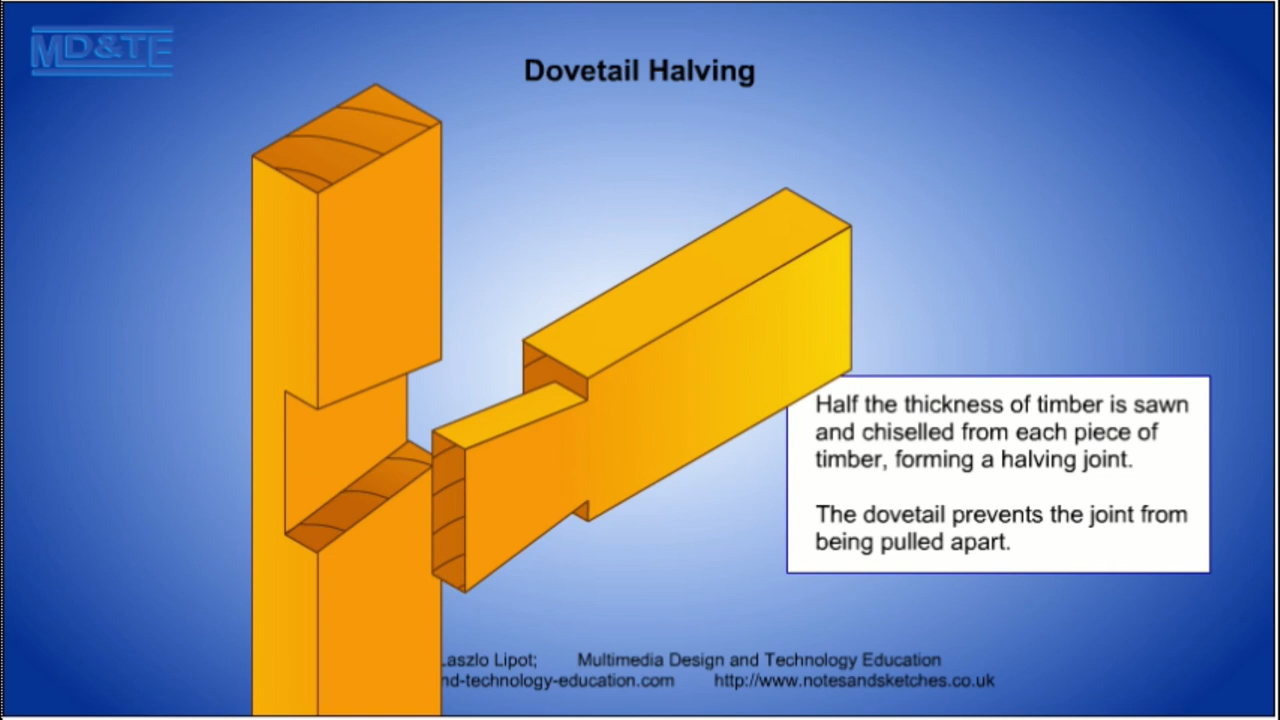 MD&TE
Dovetail Halving
Half the thickness of timber is sawn
and chiselled from each piece of
timber, forming a halving joint.
The dovetail prevents the joint from
being pulled apart.
Laszlo Lipot; Multimedia Design and Technology Education
nd-technology-education.com http://www.notesandsketches.co.uk